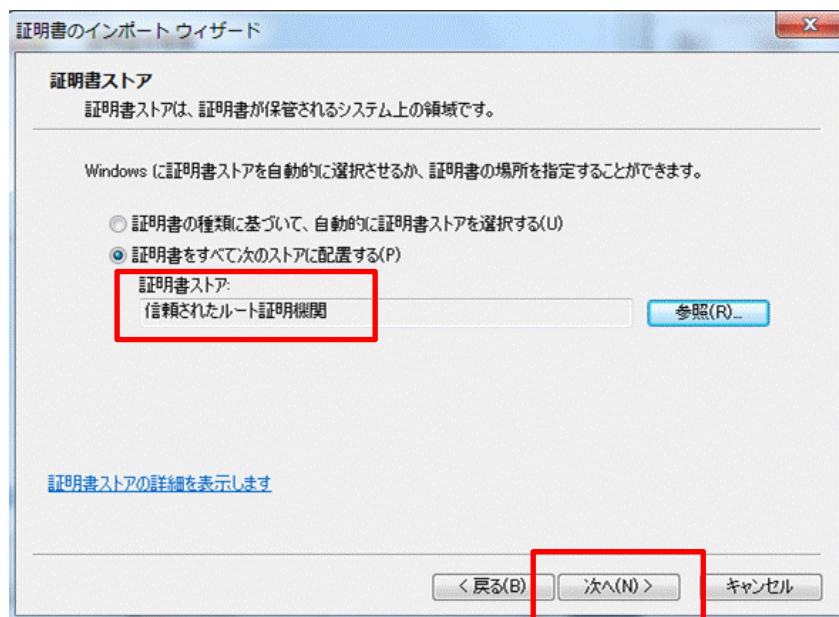 証明書のインポート ウィザード
証明書ストア
証明書ストアは、証明書が保管されるシステム上の領域です。
Windows に証明書ストアを自動的に選択させるか、証明書の場所を指定することができます。
証明書の種類に基づいて、自動的に証明書ストアを選択する(U)
証明書をすべて次のストアに配置する(P)
証明書ストア:
信頼されたルート証明機関
参照(R)...
証明書ストアの詳細を表示します
< 戻る(B)
次へ(N) >
キャンセル